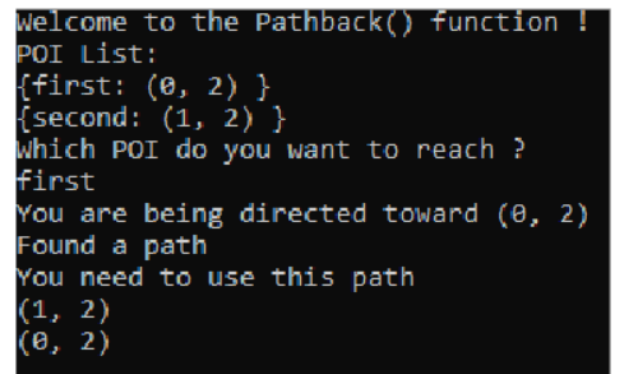 Welcome to the Pathback() function !
POI List:
{first: (0, 2) }
{second: (1, 2) }
Which POI do you want to reach ?
first
You are being directed toward (0, 2)
Found a path
You need to use this path
(1, 2)
(0, 2)